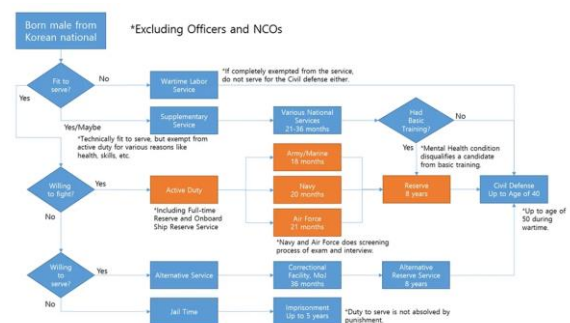 Born male from
Korean national
*Excluding Officers and NCOs
Fit to
serve?
No
Wartime Labor
Service
*If completely exempted from the service,
do not serve for the Civil defense either.
Yes
Yes/Maybe
Supplementary
Service
Various National
Services
21-36 months
Had
Basic
Training?
No
*Technically fit to serve, but exempt from
active duty for various reasons like
health, skills, etc.
Yes
*Mental Health condition
disqualifies a candidate
from basic training.
Willing
to fight?
Yes
Active Duty
Army/Marine
18 months
Navy
20 months
Air Force
21 months
Reserve
8 years
Civil Defense
Up to Age of 40
*Including Full-time
Reserve and Onboard
Ship Reserve Service
*Up to age of
50 during
wartime.
No
*Navy and Air Force does screening
process of exam and interview.
Willing
to
serve?
Yes
Alternative Service
Correctional
Facility, MoJ
36 months
Alternative
Reserve Service
8 years
No
Jail Time
Imprisonment
Up to 5 years
*Duty to serve is not absolved by
punishment.